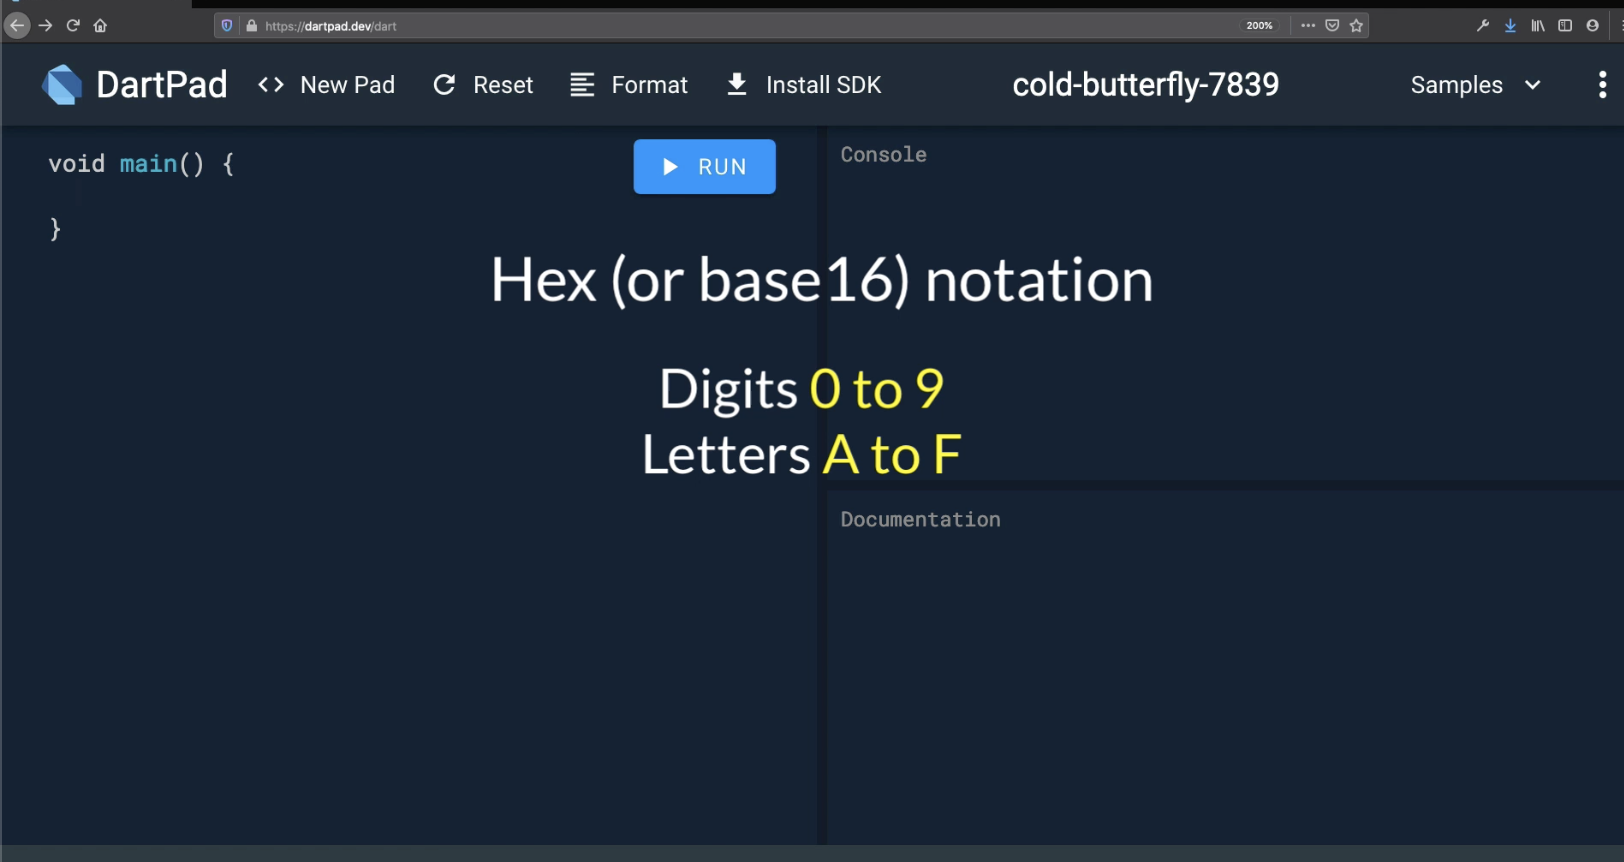 https://dartpad.dev/dart
200%
DartPad
<> New Pad
Reset
Format
Install SDK
cold-butterfly-7839
Samples
void main() {
RUN
}
Console
Hex (or base16) notation
Digits 0 to 9
Letters A to F
Documentation